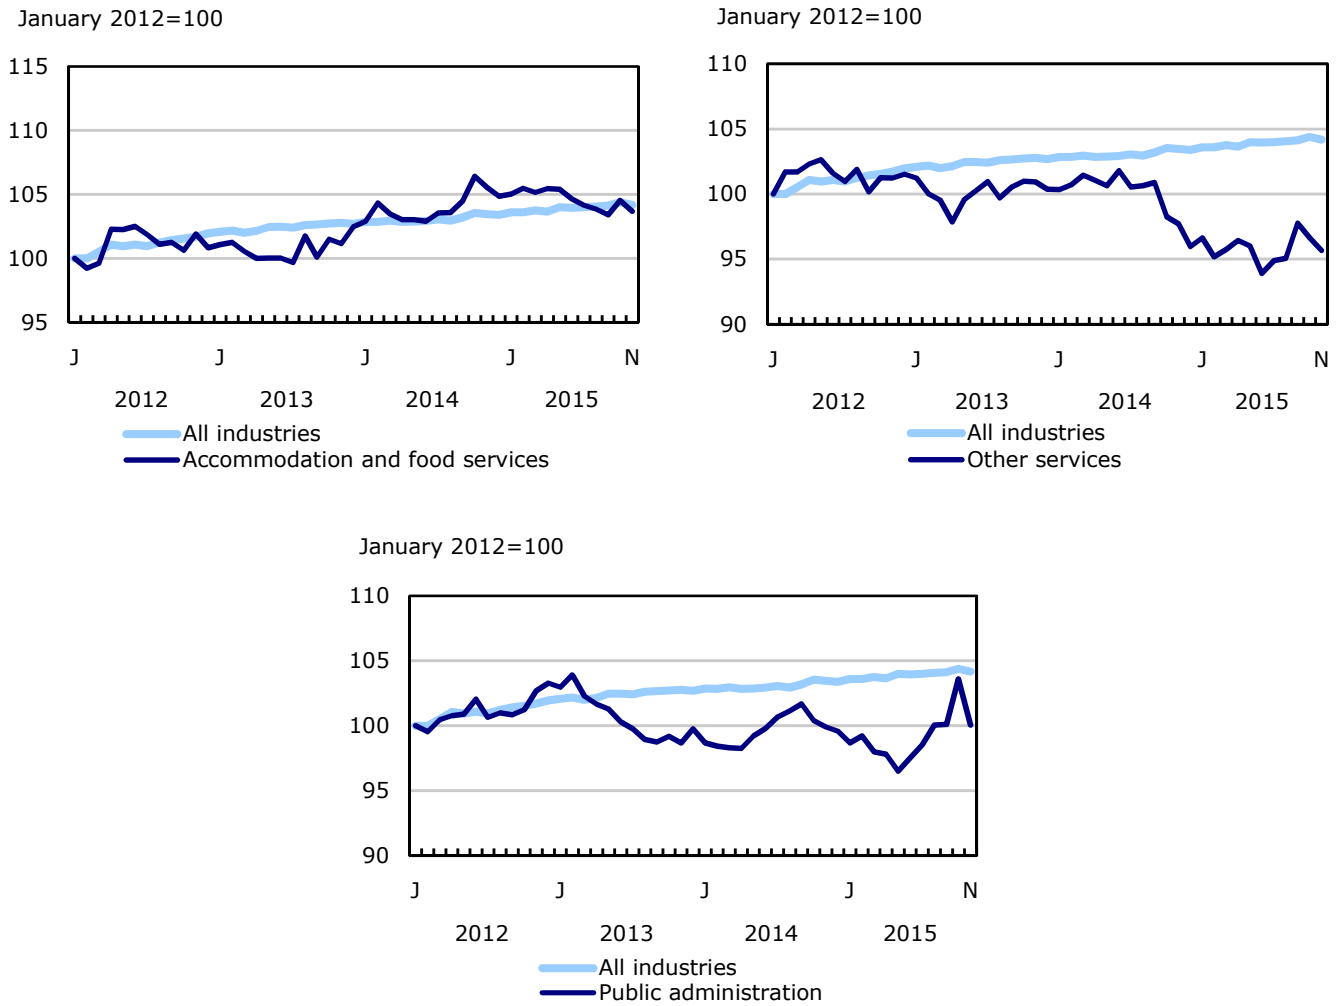 January 2012=100
115
110
105
100
95
J J J J N
2012 2013 2014 2015
All industries
Accommodation and food services
January 2012=100
110
105
100
95
90
J J J J N
2012 2013 2014 2015
All industries
Other services
January 2012=100
110
105
100
95
90
J J J J N
2012 2013 2014 2015
All industries
Public administration